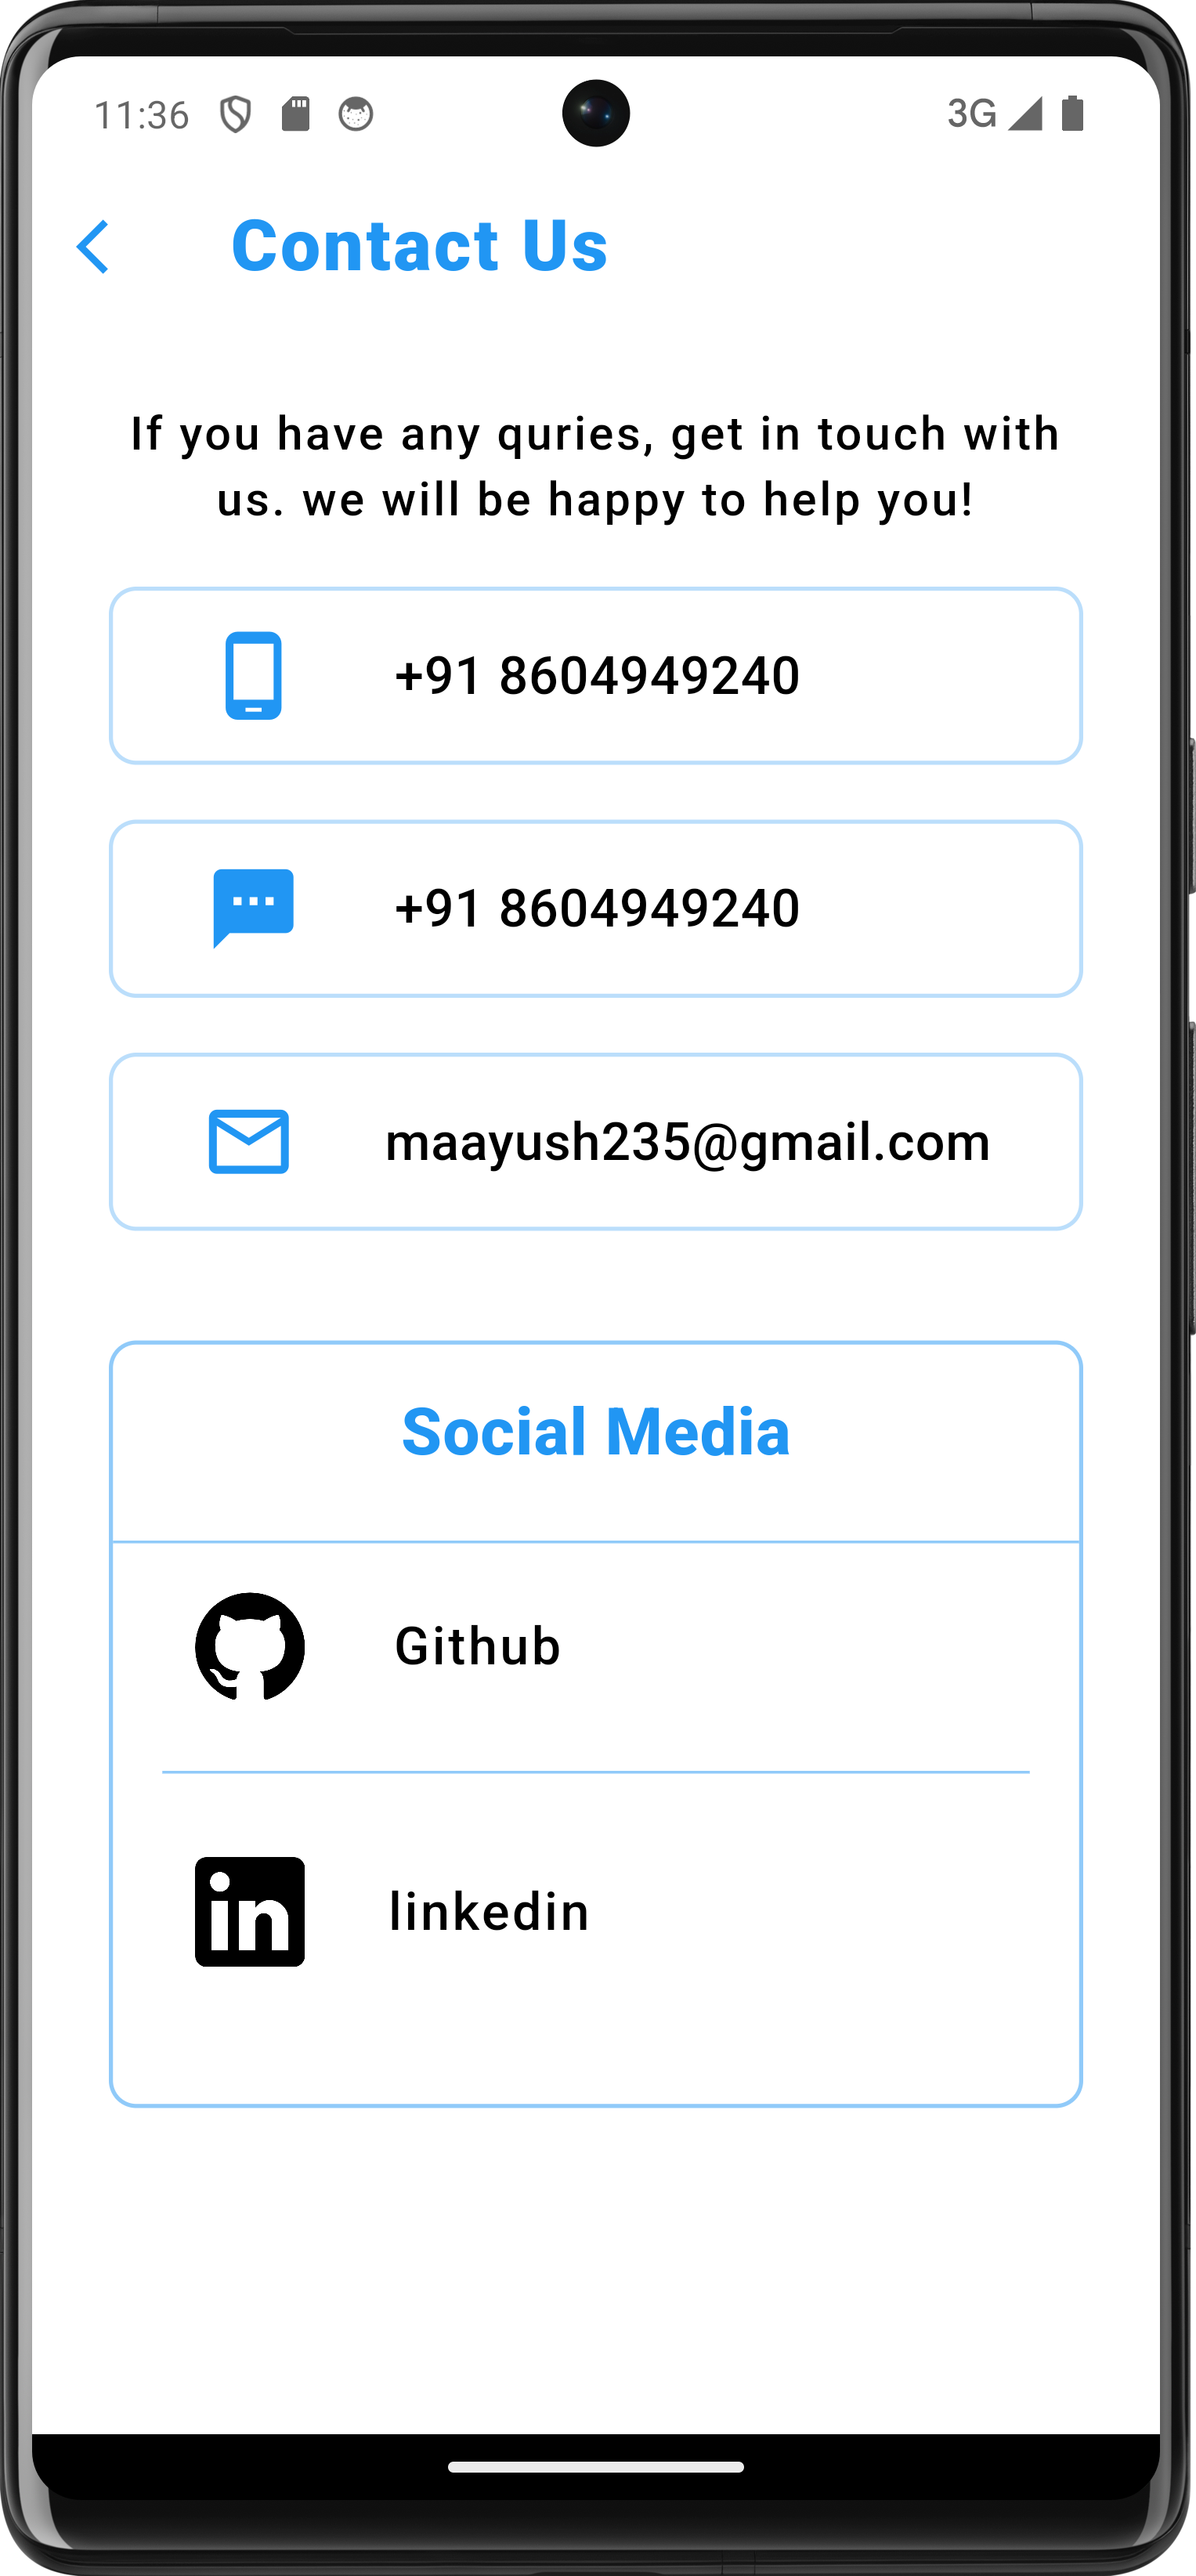 11:36
3G
Contact Us
If you have any quries, get in touch with
us. we will be happy to help you!
+91 8604949240
+91 8604949240
maayush235@gmail.com
Social Media
Github
in
linkedin